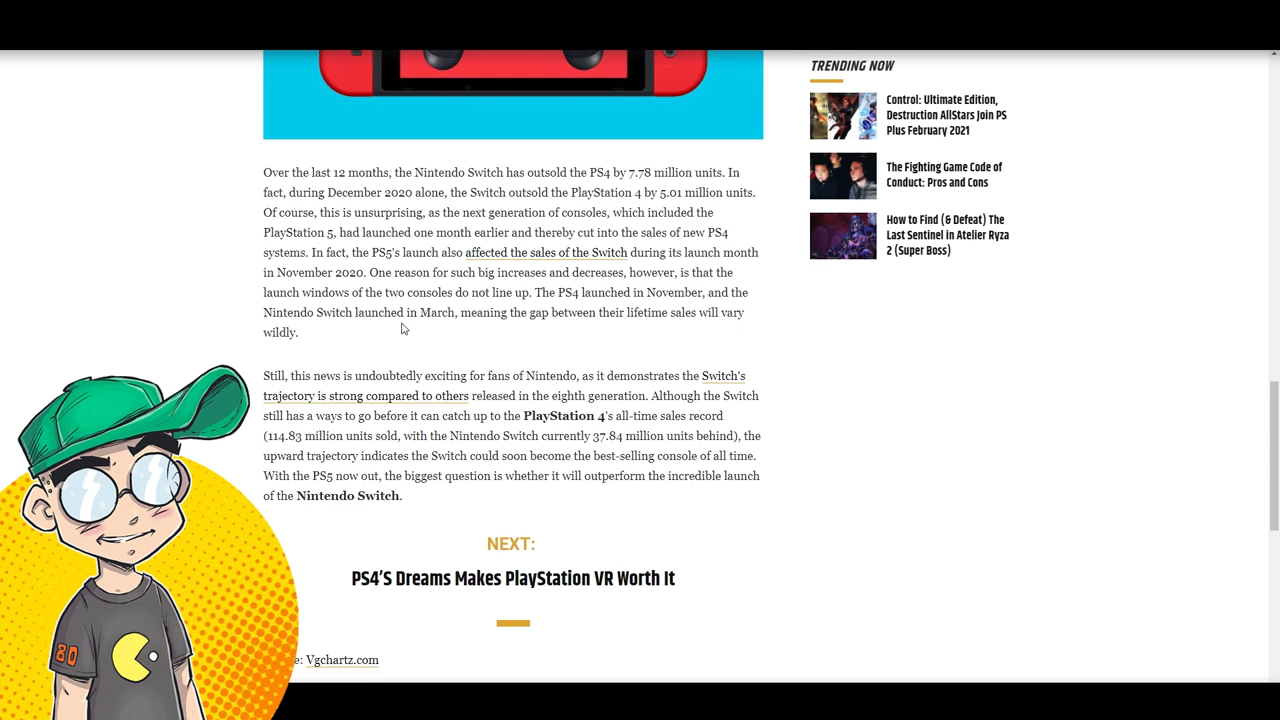 Over the last 12 months, the Nintendo Switch has outsold the PS4 by 7.78 million units. In
fact, during December 2020 alone, the Switch outsold the PlayStation 4 by 5.01 million units.
Of course, this is unsurprising, as the next generation of consoles, which included the
PlayStation 5, had launched one month earlier and thereby cut into the sales of new PS4
systems. In fact, the PS5's launch also affected the sales of the Switch during its launch month
in November 2020. One reason for such big increases and decreases, however, is that the
launch windows of the two consoles do not line up. The PS4 launched in November, and the
Nintendo Switch launched in March, meaning the gap between their lifetime sales will vary
wildly.
Still, this news is undoubtedly exciting for fans of Nintendo, as it demonstrates the Switch's
trajectory is strong compared to others released in the eighth generation. Although the Switch
still has a ways to go before it can catch up to the PlayStation 4's all-time sales record
(114.83 million units sold, with the Nintendo Switch currently 37.84 million units behind), the
upward trajectory indicates the Switch could soon become the best-selling console of all time.
With the PS5 now out, the biggest question is whether it will outperform the incredible launch
of the Nintendo Switch.
NEXT:
PS4'S Dreams Makes PlayStation VR Worth It
e: Vgchartz.com
TRENDING NOW
Control: Ultimate Edition,
Destruction AllStars Join PS
Plus February 2021
The Fighting Game Code of
Conduct: Pros and Cons
How to Find (& Defeat) The
Last Sentinel in Atelier Ryza
2 (Super Boss)
80